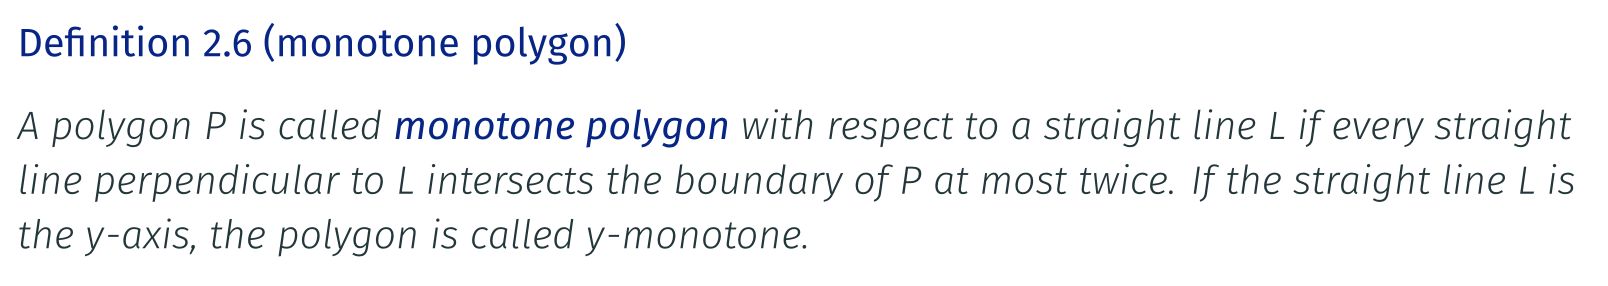 Definition 2.6 (monotone polygon)
A polygon P is called monotone polygon with respect to a straight line L if every straight
line perpendicular to L intersects the boundary of P at most twice. If the straight line L is
the y-axis, the polygon is called y-monotone.